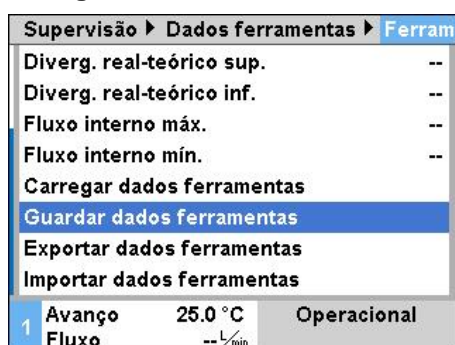 Supervisão ▶ Dados ferramentas ▶ Ferram
Diverg. real-teórico sup. --
Diverg. real-teórico inf. --
Fluxo interno máx. --
Fluxo interno mín. --
Carregar dados ferramentas
Guardar dados ferramentas
Exportar dados ferramentas
Importar dados ferramentas
1 Avanço 25.0 °C Operacional
Fluxo -- L/min